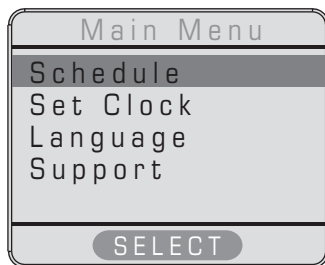 Main Menu
Schedule
Set Clock
Language
Support
SELECT